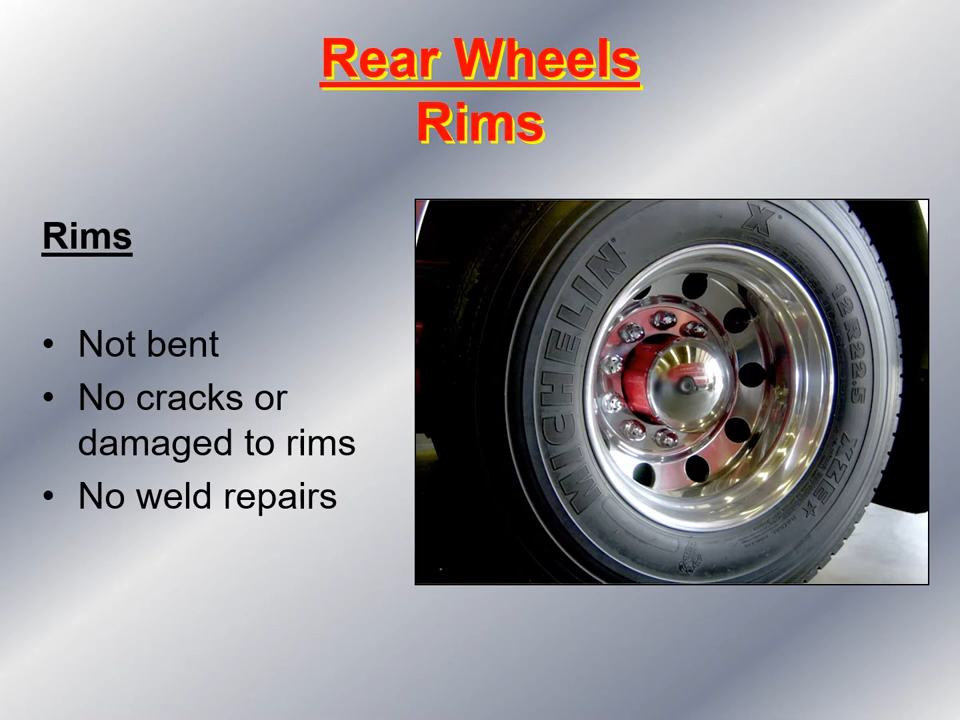 Rear Wheels
Rims
Rims
• Not bent
• No cracks or
damaged to rims
• No weld repairs
MICHELIN
X
12 R22.5
XZE